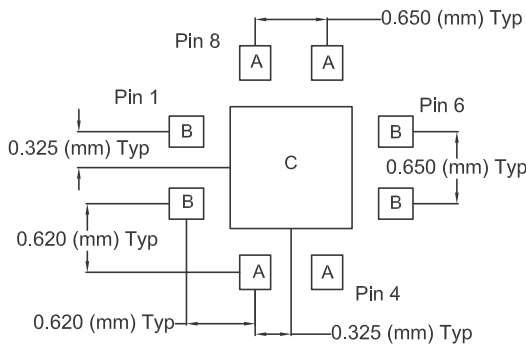 0.650 (mm) Typ
Pin 8
A A
Pin 1 Pin 6
B B
0.325 (mm) Typ
C
0.650 (mm) Typ
B B
0.620 (mm) Typ
A A
Pin 4
0.620 (mm) Typ 0.325 (mm) Typ